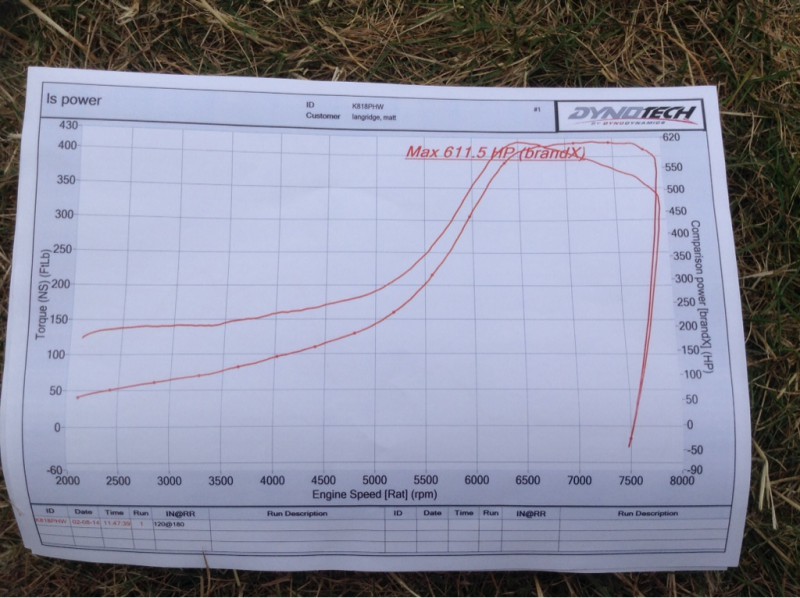 ls power
ID K818PHW #1
Customer langridge, matt
DYNOTECH
BY DYNODYNAMICS
Max 611.5 HP (brandX)
430
400
350
300
250
200
150
100
50
0
-60
Torque (NS) (FtLb)
620
550
500
450
400
350
300
250
200
150
100
50
0
-50
-90
Comparison power [brandX] (HP)
2000 2500 3000 3500 4000 4500 5000 5500 6000 6500 7000 7500 8000
Engine Speed [Rat] (rpm)
ID Date Time Run IN@RR Run Description ID Date Time Run IN@RR Run Description
K818PHW 02-08-14 11:47:39 1 120@180